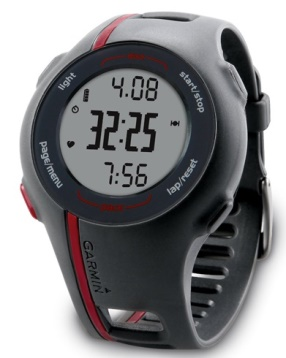 light
start/stop
4.08
32:25
7:56
page/menu
lap/reset
GARMIN